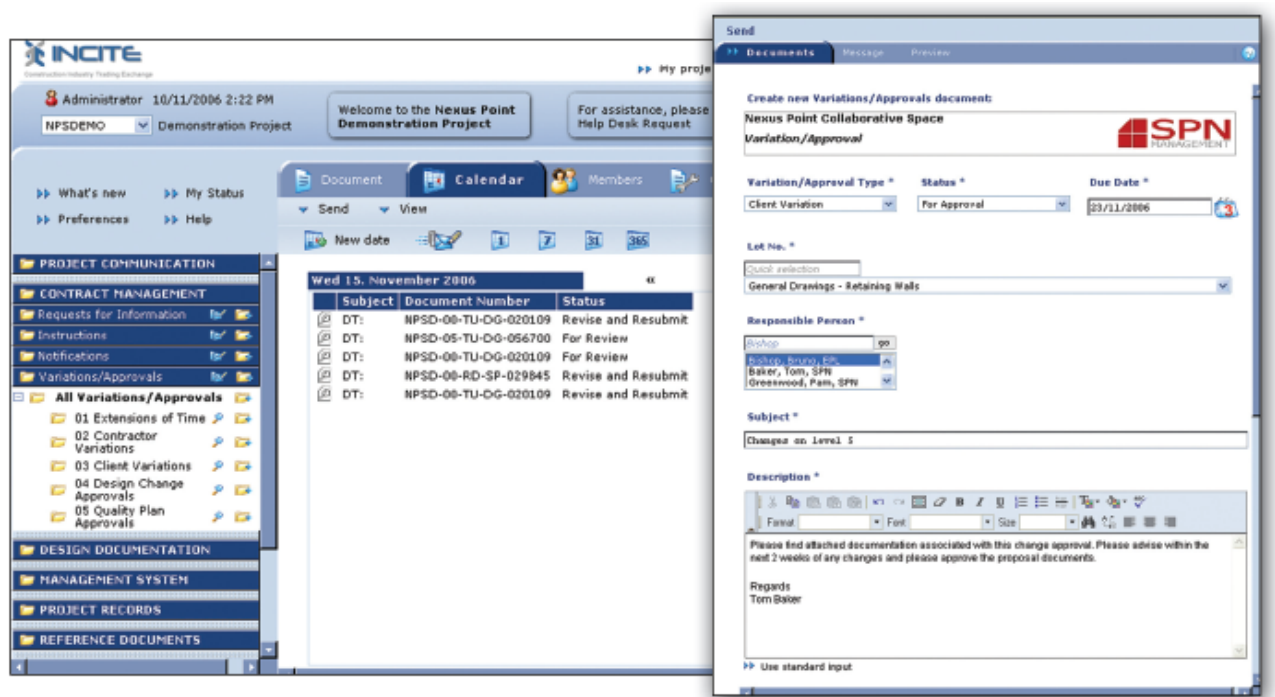 INCITE
Construction Industry Trading Exchange
My proje
Administrator 10/11/2006 2:22 PM
NPSDEMO Demonstration Project
Welcome to the Nexus Point
Demonstration Project
For assistance, please
Help Desk Request
What's new My Status
Preferences Help
Document Calendar Members
Send View
New date 1 7 31 365
PROJECT COMMUNICATION
CONTRACT MANAGEMENT
Requests for Information
Instructions
Notifications
Variations/Approvals
All Variations/Approvals
01 Extensions of Time
02 Contractor
Variations
03 Client Variations
04 Design Change
Approvals
05 Quality Plan
Approvals
DESIGN DOCUMENTATION
MANAGEMENT SYSTEM
PROJECT RECORDS
REFERENCE DOCUMENTS
Wed 15. November 2006 «
Subject Document Number Status
DT: NPSD-00-TU-DG-020109 Revise and Resubmit
DT: NPSD-05-TU-DG-056700 For Review
DT: NPSD-00-TU-DG-020109 For Review
DT: NPSD-00-RD-SP-029845 Revise and Resubmit
DT: NPSD-00-TU-DG-020109 Revise and Resubmit
Send
Documents Message Preview
Create new Variations/Approvals document:
Nexus Point Collaborative Space
Variation/Approval
SPN
MANAGEMENT
Variation/Approval Type * Status * Due Date *
Client Variation For Approval 23/11/2006 3
Lot No. *
Quick selection
General Drawings - Retaining Walls
Responsible Person *
Bishop go
Bishop, Bruno, EPL
Baker, Tom, SPN
Greenwood, Pam, SPN
Subject *
Changes on Level 5
Description *
B I U
Format Font Size
Please find attached documentation associated with this change approval. Please advise within the
next 2 weeks of any changes and please approve the proposal documents.
Regards
Tom Baker
Use standard input